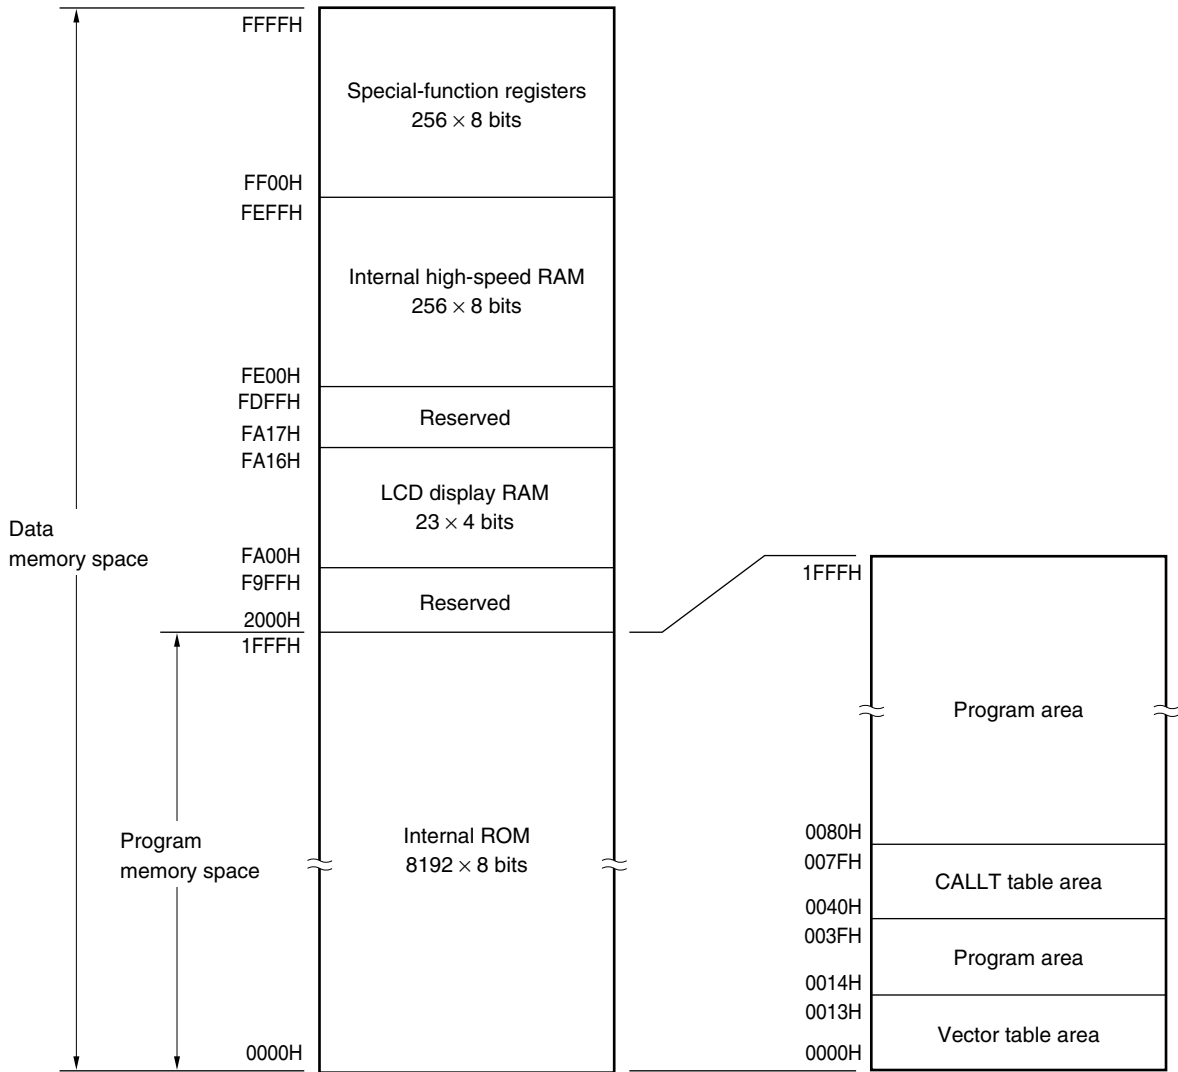 FFFFH
Special-function registers
256 × 8 bits
FF00H
FEFFH
Internal high-speed RAM
256 × 8 bits
FE00H
FDFFH
Reserved
FA17H
FA16H
LCD display RAM
23 × 4 bits
Data
memory space
FA00H
F9FFH
Reserved
2000H
1FFFH
Program
memory space
Internal ROM
8192 × 8 bits
0000H
1FFFH
Program area
0080H
007FH
CALLT table area
0040H
003FH
Program area
0014H
0013H
Vector table area
0000H